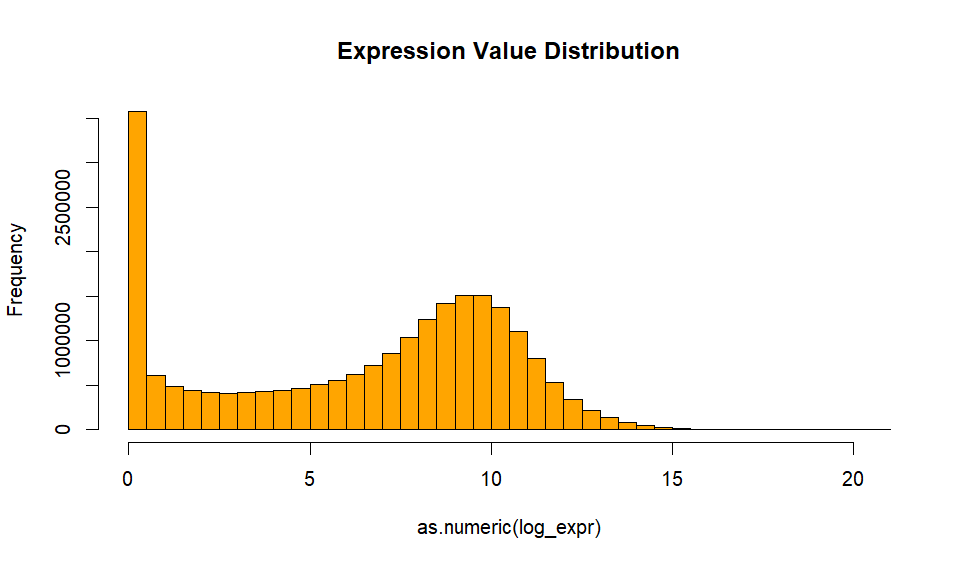 Expression Value Distribution
Frequency
2500000
1000000
0
0 5 10 15 20
as.numeric(log_expr)